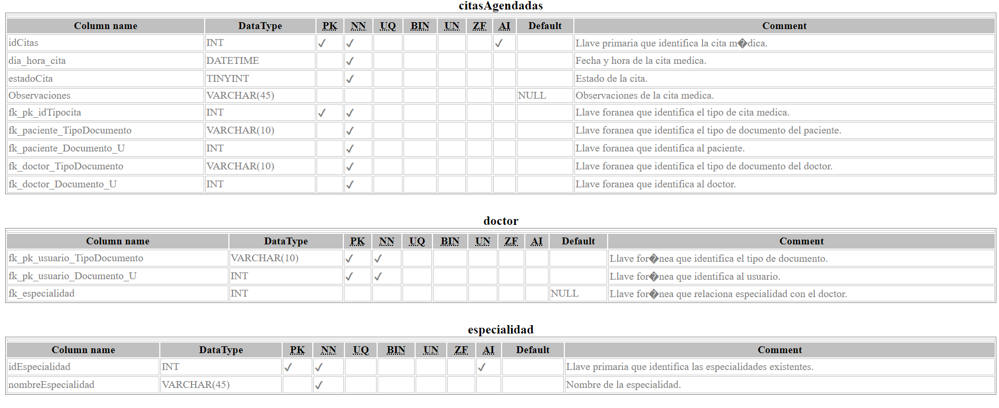 citasAgendadas
Column name DataType PK NN UQ BIN UN ZF AI Default Comment
idCitas INT ✓ ✓ ✓ Llave primaria que identifica la cita m�dica.
dia_hora_cita DATETIME ✓ Fecha y hora de la cita medica.
estadoCita TINYINT ✓ Estado de la cita.
Observaciones VARCHAR(45) NULL Observaciones de la cita medica.
fk_pk_idTipocita INT ✓ ✓ Llave foranea que identifica el tipo de cita medica.
fk_paciente_TipoDocumento VARCHAR(10) ✓ Llave foranea que identifica el tipo de documento del paciente.
fk_paciente_Documento_U INT ✓ Llave foranea que identifica al paciente.
fk_doctor_TipoDocumento VARCHAR(10) ✓ Llave foranea que identifica el tipo de documento del doctor.
fk_doctor_Documento_U INT ✓ Llave foranea que identifica al doctor.
doctor
Column name DataType PK NN UQ BIN UN ZF AI Default Comment
fk_pk_usuario_TipoDocumento VARCHAR(10) ✓ ✓ Llave for�nea que identifica el tipo de documento.
fk_pk_usuario_Documento_U INT ✓ ✓ Llave for�nea que identifica al usuario.
fk_especialidad INT NULL Llave for�nea que relaciona especialidad con el doctor.
especialidad
Column name DataType PK NN UQ BIN UN ZF AI Default Comment
idEspecialidad INT ✓ ✓ ✓ Llave primaria que identifica las especialidades existentes.
nombreEspecialidad VARCHAR(45) ✓ Nombre de la especialidad.